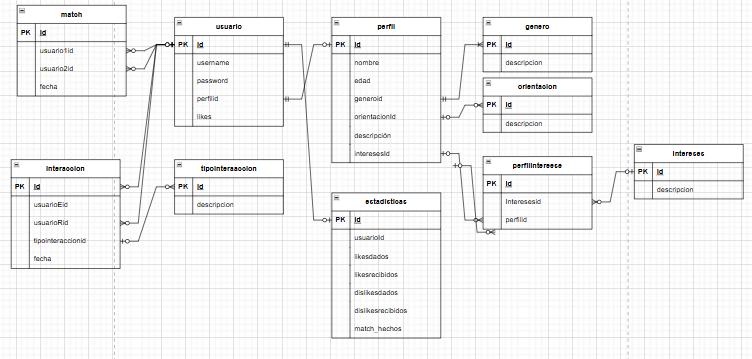 match
PK Id
usuario1id
usuario2id
fecha
usuario
PK Id
username
password
perfilid
likes
perfil
PK Id
nombre
edad
generoid
orientacionId
descripción
interesesId
genero
PK Id
descripcion
orientacion
PK Id
descripcion
interaccion
PK Id
usuarioEid
usuarioRid
tipointeraccionid
fecha
tipointeraccion
PK Id
descripcion
estadisticas
PK Id
usuarioId
likesdados
likesrecibidos
dislikesdados
dislikesrecibidos
match_hechos
perfilinterese
PK Id
Interesesid
perfilid
Intereses
PK Id
descripcion